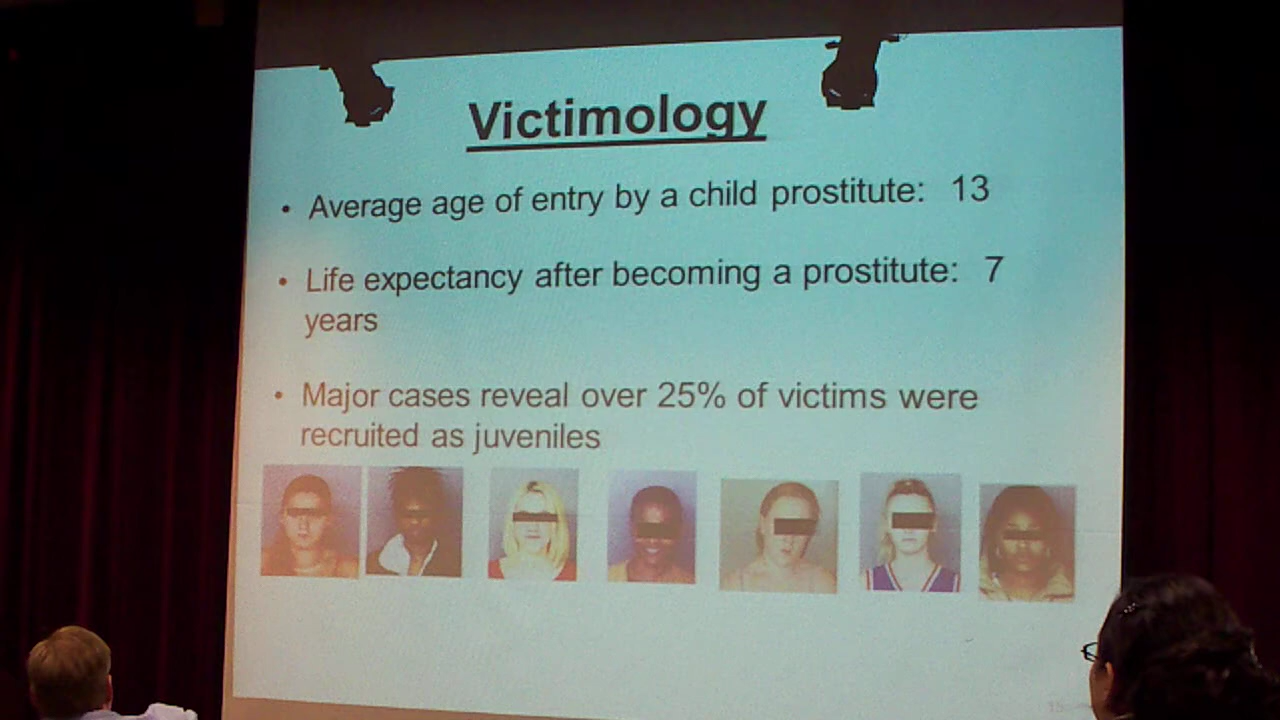 Victimology
• Average age of entry by a child prostitute: 13
• Life expectancy after becoming a prostitute: 7
years
• Major cases reveal over 25% of victims were
recruited as juveniles